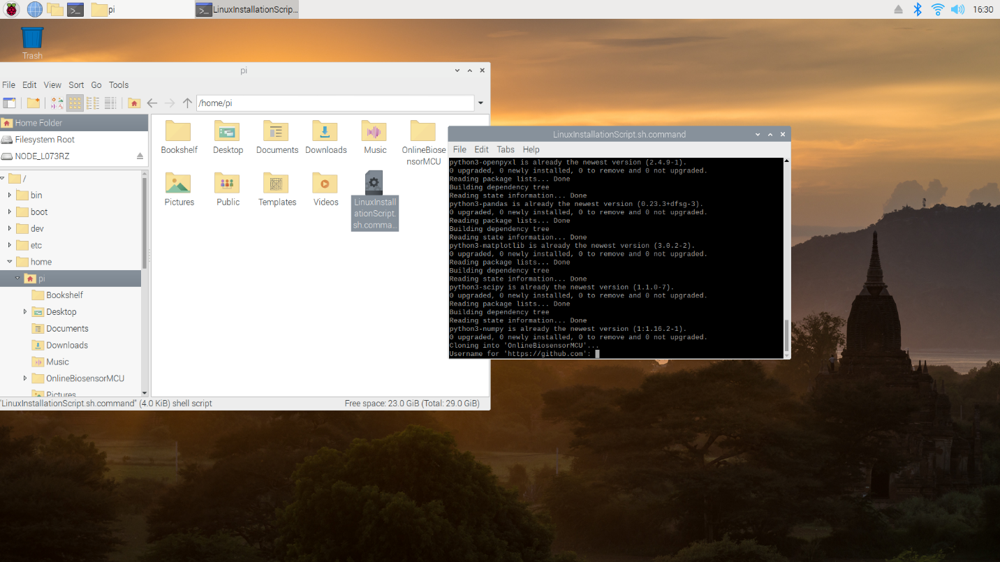 pi
LinuxInstallationScrip...
16:30
Trash
pi
File Edit View Sort Go Tools
/home/pi
Home Folder
Filesystem Root
NODE_L073RZ
/
bin
boot
dev
etc
home
pi
Bookshelf
Desktop
Documents
Downloads
Music
OnlineBiosensorMCU
Pictures
Bookshelf
Desktop
Documents
Downloads
Music
OnlineBiose
nsorMCU
Pictures
Public
Templates
Videos
LinuxInstall
ationScript.
sh.comma...
"LinuxInstallationScript.sh.command" (4.0 KiB) shell script
Free space: 23.0 GiB (Total: 29.0 GiB)
LinuxInstallationScript.sh.command
File Edit Tabs Help
python3-openpyxl is already the newest version (2.4.9-1).
0 upgraded, 0 newly installed, 0 to remove and 0 not upgraded.
Reading package lists... Done
Building dependency tree
Reading state information... Done
python3-pandas is already the newest version (0.23.3+dfsg-3).
0 upgraded, 0 newly installed, 0 to remove and 0 not upgraded.
Reading package lists... Done
Building dependency tree
Reading state information... Done
python3-matplotlib is already the newest version (3.0.2-2).
0 upgraded, 0 newly installed, 0 to remove and 0 not upgraded.
Reading package lists... Done
Building dependency tree
Reading state information... Done
python3-scipy is already the newest version (1.1.0-7).
0 upgraded, 0 newly installed, 0 to remove and 0 not upgraded.
Reading package lists... Done
Building dependency tree
Reading state information... Done
python3-numpy is already the newest version (1:1.16.2-1).
0 upgraded, 0 newly installed, 0 to remove and 0 not upgraded.
Cloning into 'OnlineBiosensorMCU'...
Username for 'https://github.com':